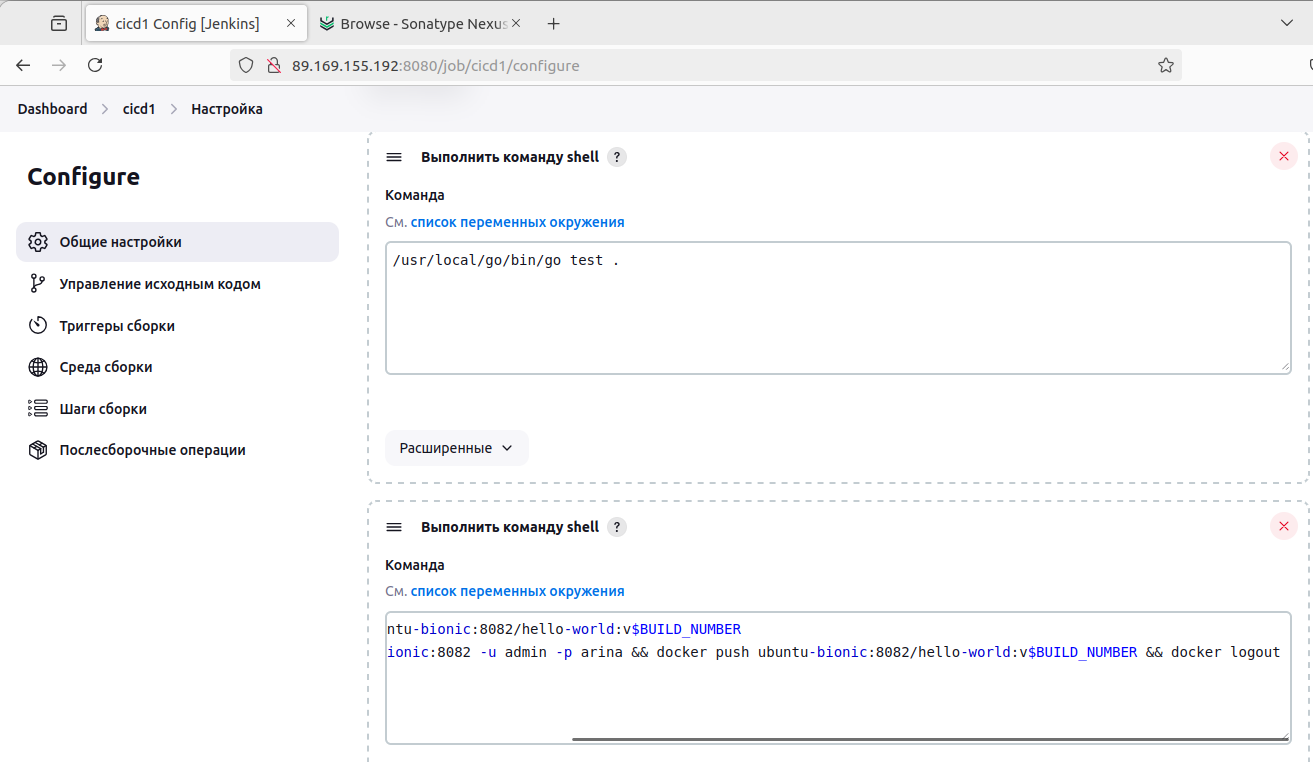 cicd1 Config [Jenkins]
Browse - Sonatype Nexus
89.169.155.192:8080/job/cicd1/configure
Dashboard
cicd1
Настройка
Configure
Общие настройки
Управление исходным кодом
Триггеры сборки
Среда сборки
Шаги сборки
Послесборочные операции
Выполнить команду shell ?
Команда
См. список переменных окружения
/usr/local/go/bin/go test .
Расширенные
Выполнить команду shell ?
Команда
См. список переменных окружения
ntu-bionic:8082/hello-world:v$BUILD_NUMBER
ionic:8082 -u admin -p arina && docker push ubuntu-bionic:8082/hello-world:v$BUILD_NUMBER && docker logout